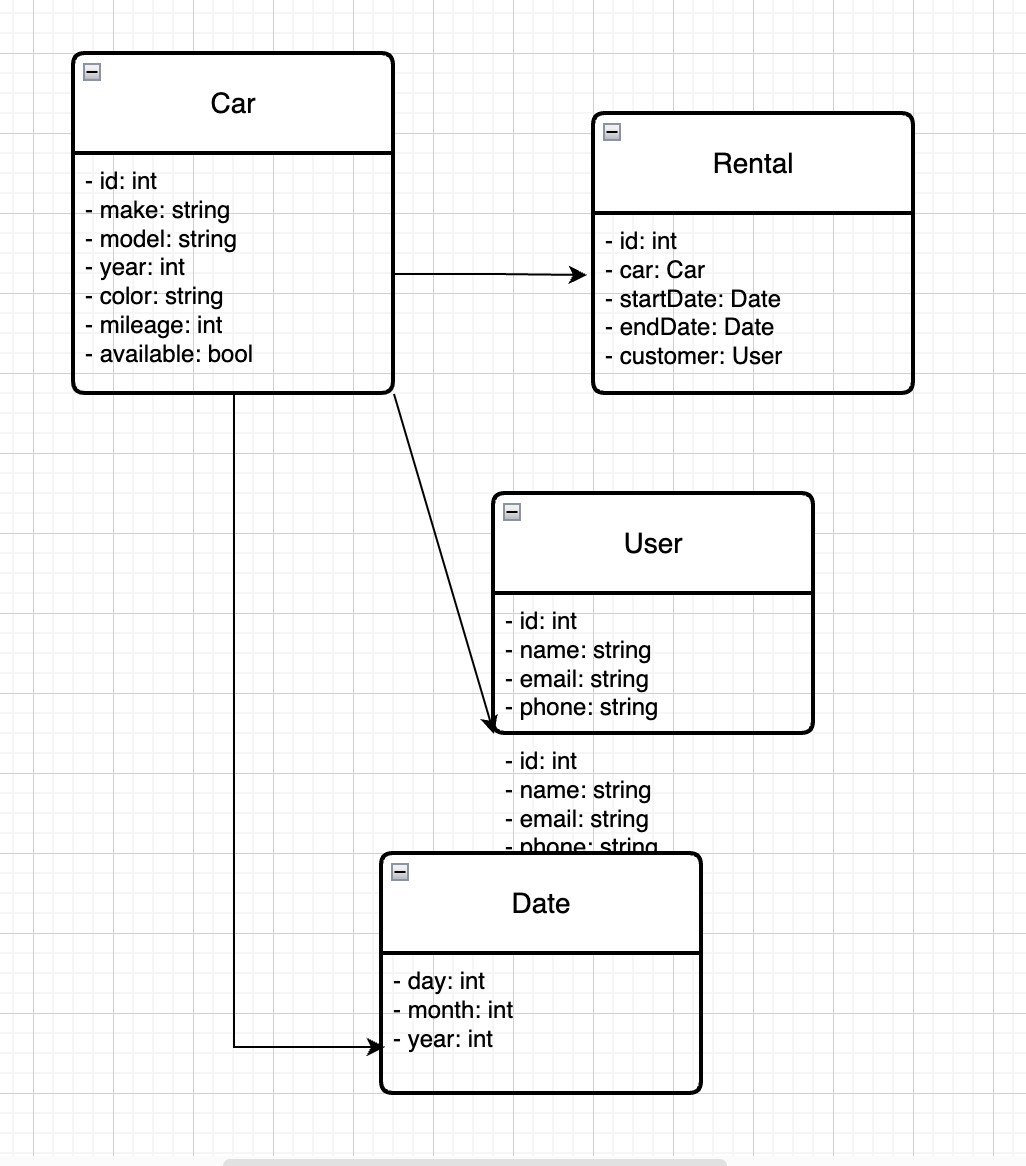 Car
- id: int
- make: string
- model: string
- year: int
- color: string
- mileage: int
- available: bool
Rental
- id: int
- car: Car
- startDate: Date
- endDate: Date
- customer: User
User
- id: int
- name: string
- email: string
- phone: string
- id: int
- name: string
- email: string
- phone: string
Date
- day: int
- month: int
- year: int